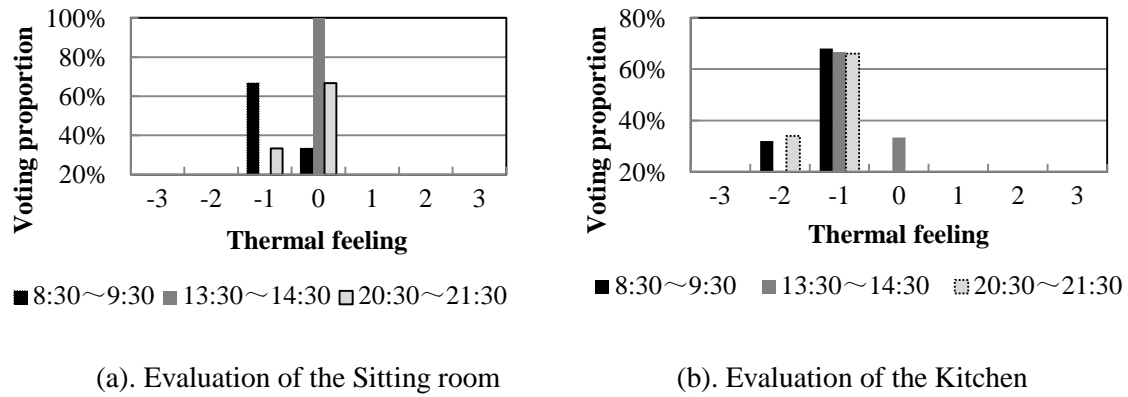 Voting proportion
100%
80%
60%
40%
20%
-3 -2 -1 0 1 2 3
Thermal feeling
8:30～9:30 13:30～14:30 20:30～21:30
(a). Evaluation of the Sitting room
Voting proportion
80%
60%
40%
20%
-3 -2 -1 0 1 2 3
Thermal feeling
8:30～9:30 13:30～14:30 20:30～21:30
(b). Evaluation of the Kitchen